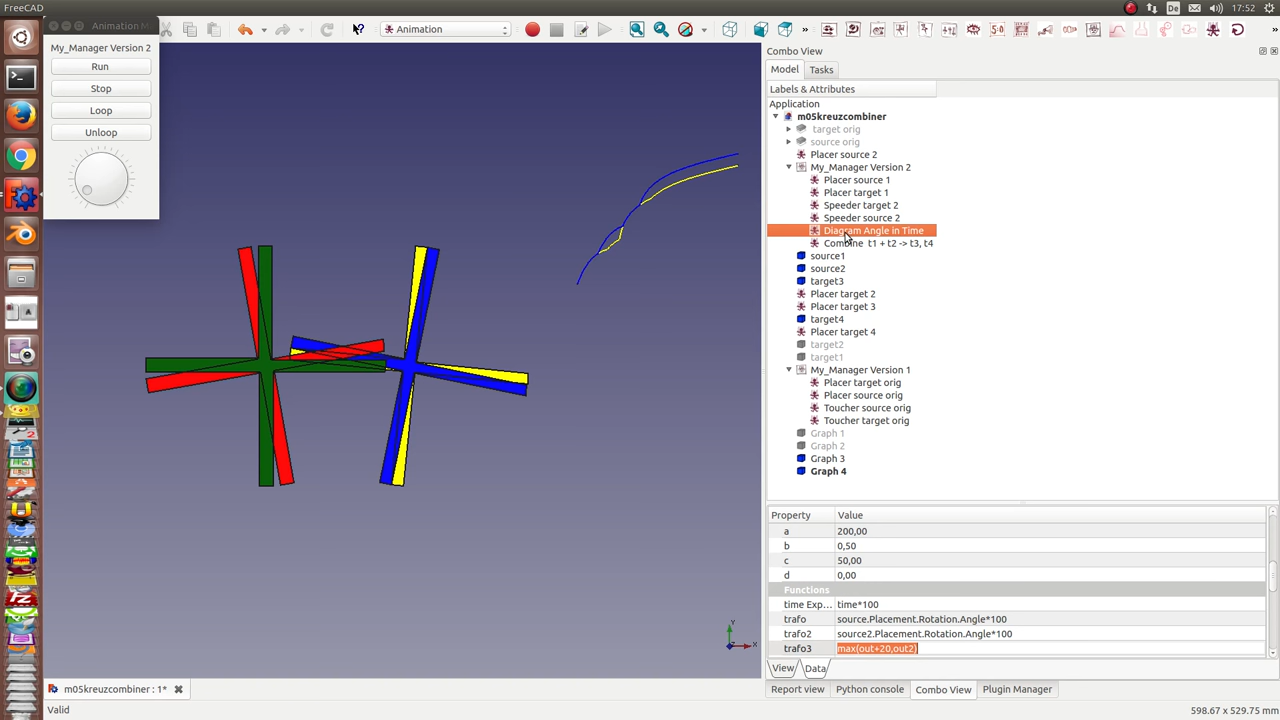 FreeCAD
De
17:52
Animation M
My_Manager Version 2
Run
Stop
Loop
Unloop
Animation
»
»
Combo View
Model
Tasks
Labels & Attributes
Application
m05kreuzcombiner
target orig
source orig
Placer source 2
My_Manager Version 2
Placer source 1
Placer target 1
Speeder target 2
Speeder source 2
Diagram Angle in Time
Combine t1 + t2 -> t3, t4
source1
source2
target3
Placer target 2
Placer target 3
target4
Placer target 4
target2
target1
My_Manager Version 1
Placer target orig
Placer source orig
Toucher source orig
Toucher target orig
Graph 1
Graph 2
Graph 3
Graph 4
Property Value
a 200,00
b 0,50
c 50,00
d 0,00
Functions
time Exp... time*100
trafo source.Placement.Rotation.Angle*100
trafo2 source2.Placement.Rotation.Angle*100
trafo3 max(out+20,out2)
View Data
Y
X
m05kreuzcombiner : 1*
Report view Python console Combo View Plugin Manager
Valid
598.67 x 529.75 mm